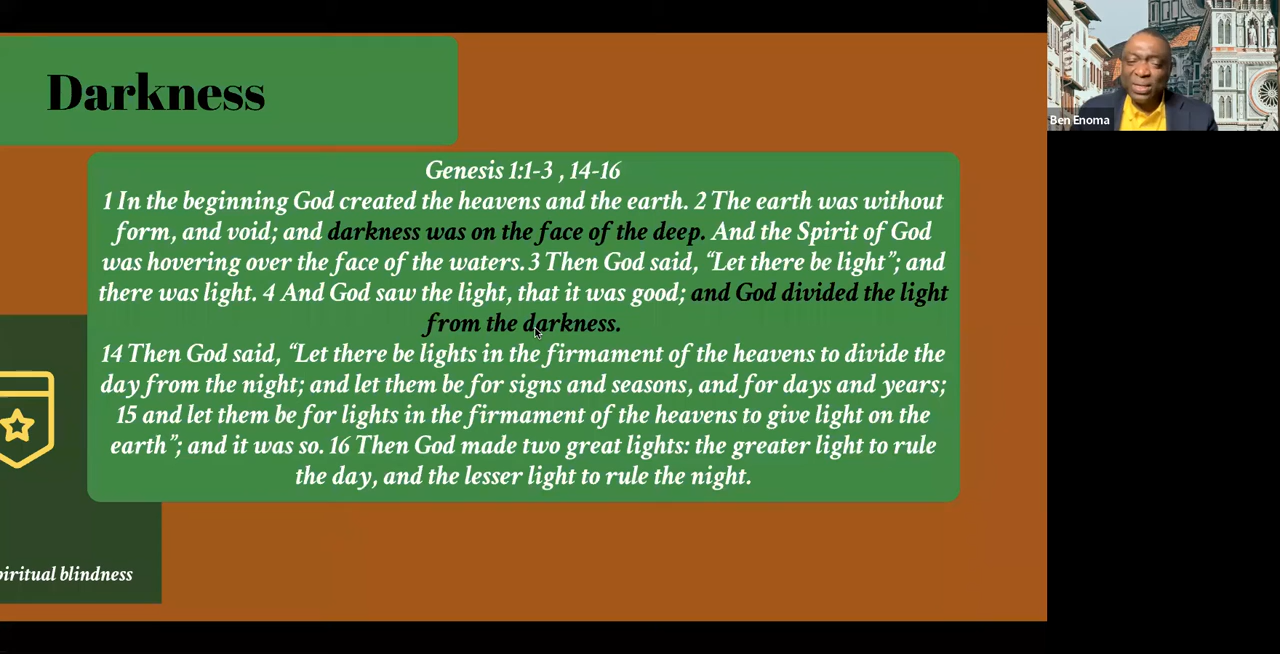 Darkness
Genesis 1:1-3 , 14-16
1 In the beginning God created the heavens and the earth. 2 The earth was without
form, and void; and darkness was on the face of the deep. And the Spirit of God
was hovering over the face of the waters. 3 Then God said, “Let there be light”; and
there was light. 4 And God saw the light, that it was good; and God divided the light
from the darkness.
14 Then God said, “Let there be lights in the firmament of the heavens to divide the
day from the night; and let them be for signs and seasons, and for days and years;
15 and let them be for lights in the firmament of the heavens to give light on the
earth”; and it was so. 16 Then God made two great lights: the greater light to rule
the day, and the lesser light to rule the night.
piritual blindness
Ben Enoma